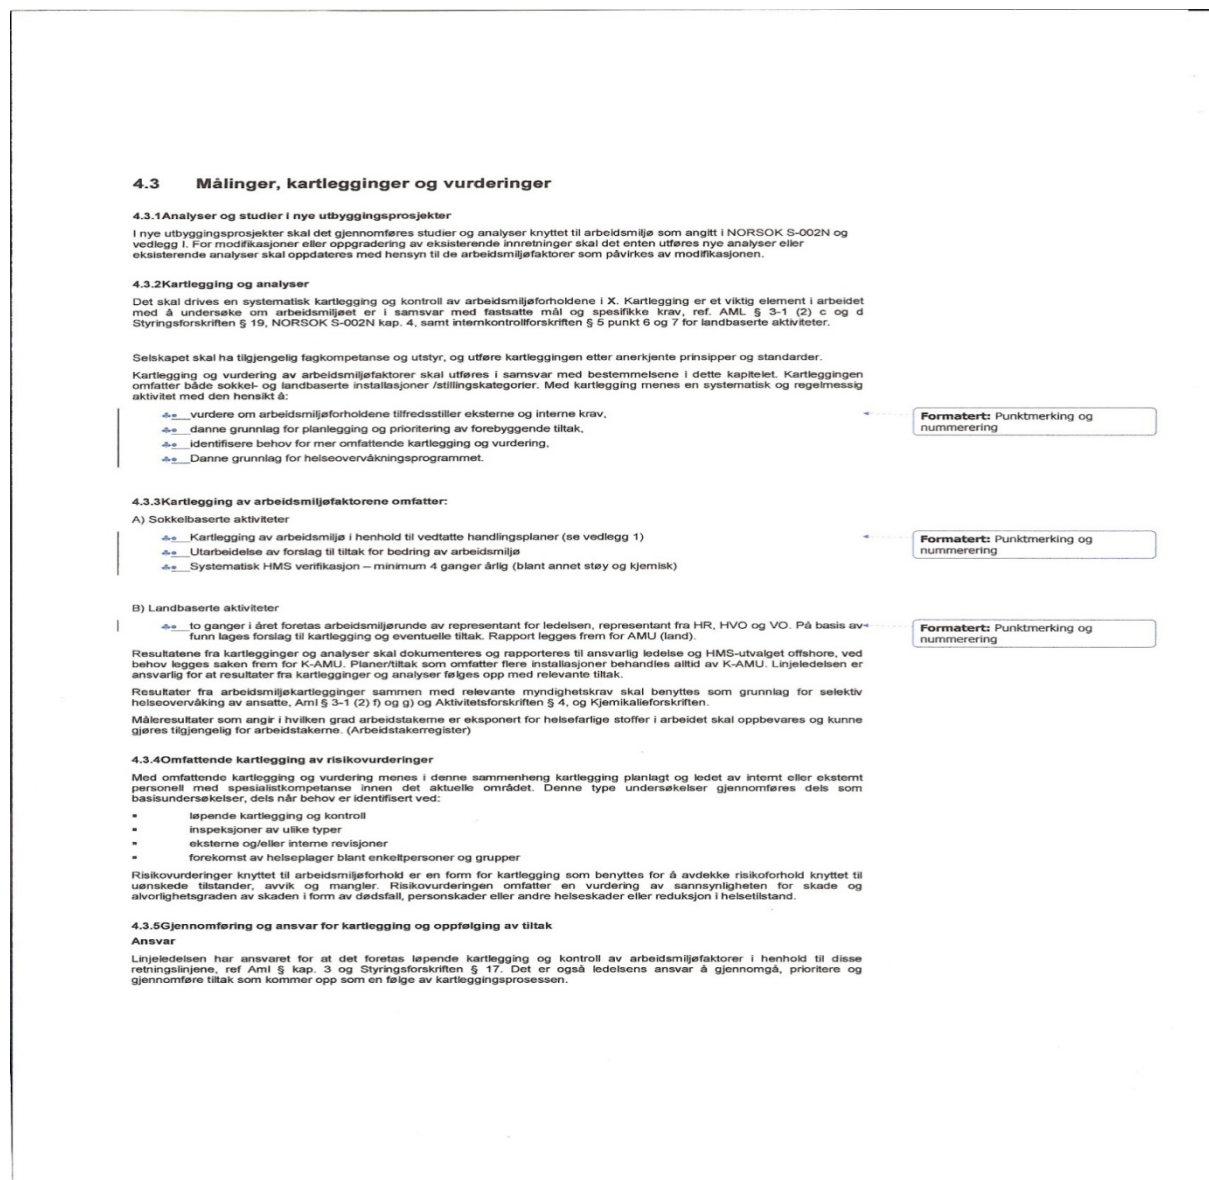 4.3 Målinger, kartlegginger og vurderinger
4.3.1Analyser og studier i nye utbyggingsprosjekter
I nye utbyggingsprosjekter skal det gjennomføres studier og analyser knyttet til arbeidsmiljø som angitt i NORSOK S-002N og
vedlegg I. For modifikasjoner eller oppgradering av eksisterende innretninger skal det enten utføres nye analyser eller
eksisterende analyser skal oppdateres med hensyn til de arbeidsmiljøfaktorer som påvirkes av modifikasjonen.
4.3.2Kartlegging og analyser
Det skal drives en systematisk kartlegging og kontroll av arbeidsmiljøforholdene i X. Kartlegging er et viktig element i arbeidet
med å undersøke om arbeidsmiljøet er i samsvar med fastsatte mål og spesifikke krav, ref. AML § 3-1 (2) c og d
Styringsforskriften § 19, NORSOK S-002N kap. 4, samt internkontrollforskriften § 5 punkt 6 og 7 for landbaserte aktiviteter.
Selskapet skal ha tilgjengelig fagkompetanse og utstyr, og utføre kartleggingen etter anerkjente prinsipper og standarder.
Kartlegging og vurdering av arbeidsmiljøfaktorer skal utføres i samsvar med bestemmelsene i dette kapitelet. Kartleggingen
omfatter både sokkel- og landbaserte installasjoner /stillingskategorier. Med kartlegging menes en systematisk og regelmessig
aktivitet med den hensikt å:
vurdere om arbeidsmiljøforholdene tilfredsstiller eksterne og interne krav,
danne grunnlag for planlegging og prioritering av forebyggende tiltak,
identifisere behov for mer omfattende kartlegging og vurdering,
Danne grunnlag for helseovervåkningsprogrammet.
Formatert: Punktmerking og
nummerering
4.3.3Kartlegging av arbeidsmiljøfaktorene omfatter:
A) Sokkelbaserte aktiviteter
Kartlegging av arbeidsmiljø i henhold til vedtatte handlingsplaner (se vedlegg 1)
Utarbeidelse av forslag til tiltak for bedring av arbeidsmiljø
Systematisk HMS verifikasjon – minimum 4 ganger årlig (blant annet støy og kjemisk)
Formatert: Punktmerking og
nummerering
B) Landbaserte aktiviteter
to ganger i året foretas arbeidsmiljørunde av representant for ledelsen, representant fra HR, HVO og VO. På basis av
funn lages forslag til kartlegging og eventuelle tiltak. Rapport legges frem for AMU (land).
Formatert: Punktmerking og
nummerering
Resultatene fra kartlegginger og analyser skal dokumenteres og rapporteres til ansvarlig ledelse og HMS-utvalget offshore, ved
behov legges saken frem for K-AMU. Planer/tiltak som omfatter flere installasjoner behandles alltid av K-AMU. Linjeledelsen er
ansvarlig for at resultater fra kartlegginger og analyser følges opp med relevante tiltak.
Resultater fra arbeidsmiljøkartlegginger sammen med relevante myndighetskrav skal benyttes som grunnlag for selektiv
helseovervåking av ansatte, Aml § 3-1 (2) f) og g) og Aktivitetsforskriften § 4, og Kjemikalieforskriften.
Måleresultater som angir i hvilken grad arbeidstakerne er eksponert for helsefarlige stoffer i arbeidet skal oppbevares og kunne
gjøres tilgjengelig for arbeidstakerne. (Arbeidstakerregister)
4.3.4Omfattende kartlegging av risikovurderinger
Med omfattende kartlegging og vurdering menes i denne sammenheng kartlegging planlagt og ledet av internt eller eksternt
personell med spesialistkompetanse innen det aktuelle området. Denne type undersøkelser gjennomføres dels som
basisundersøkelser, dels når behov er identifisert ved:
▪ løpende kartlegging og kontroll
▪ inspeksjoner av ulike typer
▪ eksterne og/eller interne revisjoner
▪ forekomst av helseplager blant enkeltpersoner og grupper
Risikovurderinger knyttet til arbeidsmiljøforhold er en form for kartlegging som benyttes for å avdekke risikoforhold knyttet til
uønskede tilstander, avvik og mangler. Risikovurderingen omfatter en vurdering av sannsynligheten for skade og
alvorlighetsgraden av skaden i form av dødsfall, personskader eller andre helseskader eller reduksjon i helsetilstand.
4.3.5Gjennomføring og ansvar for kartlegging og oppfølging av tiltak
Ansvar
Linjeledelsen har ansvaret for at det foretas løpende kartlegging og kontroll av arbeidsmiljøfaktorer i henhold til disse
retningslinjene, ref Aml § kap. 3 og Styringsforskriften § 17. Det er også ledelsens ansvar å gjennomgå, prioritere og
gjennomføre tiltak som kommer opp som en følge av kartleggingsprosessen.